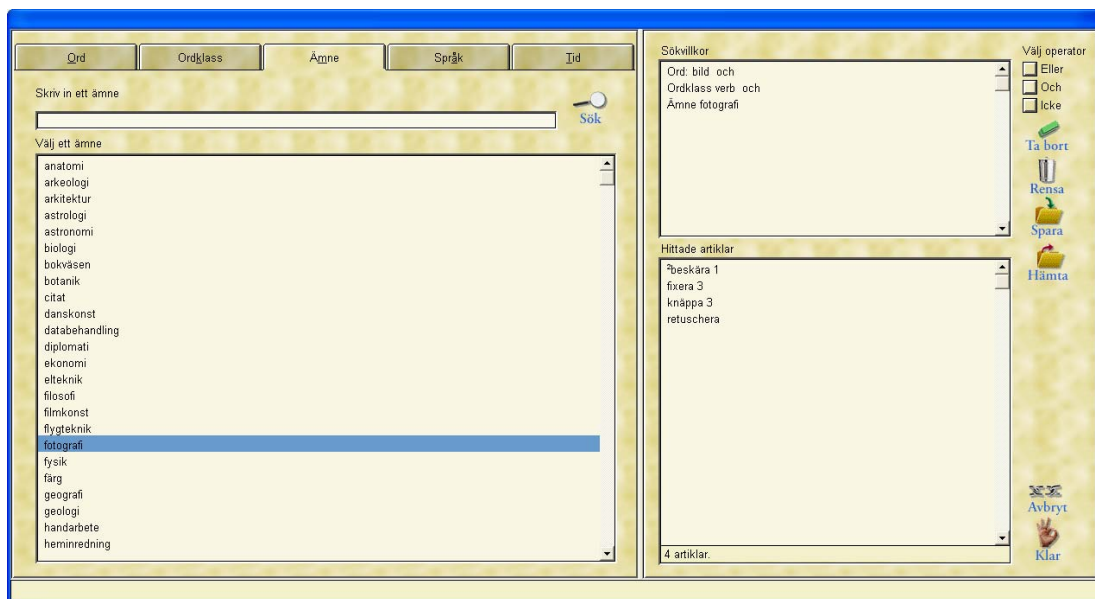 Ord
Ordklass
Ämne
Språk
Tid
Skriv in ett ämne
Sök
Välj ett ämne
anatomi
arkeologi
arkitektur
astrologi
astronomi
biologi
bokväsen
botanik
citat
danskonst
databehandling
diplomati
ekonomi
elteknik
filosofi
filmkonst
flygteknik
fotografi
fysik
färg
geografi
geologi
handarbete
heminredning
Sökvillkor
Ord: bild och
Ordklass verb och
Ämne fotografi
Hittade artiklar
²beskära 1
fixera 3
knäppa 3
retuschera
4 artiklar.
Välj operator
Eller
Och
Icke
Ta bort
Rensa
Spara
Hämta
Avbryt
Klar